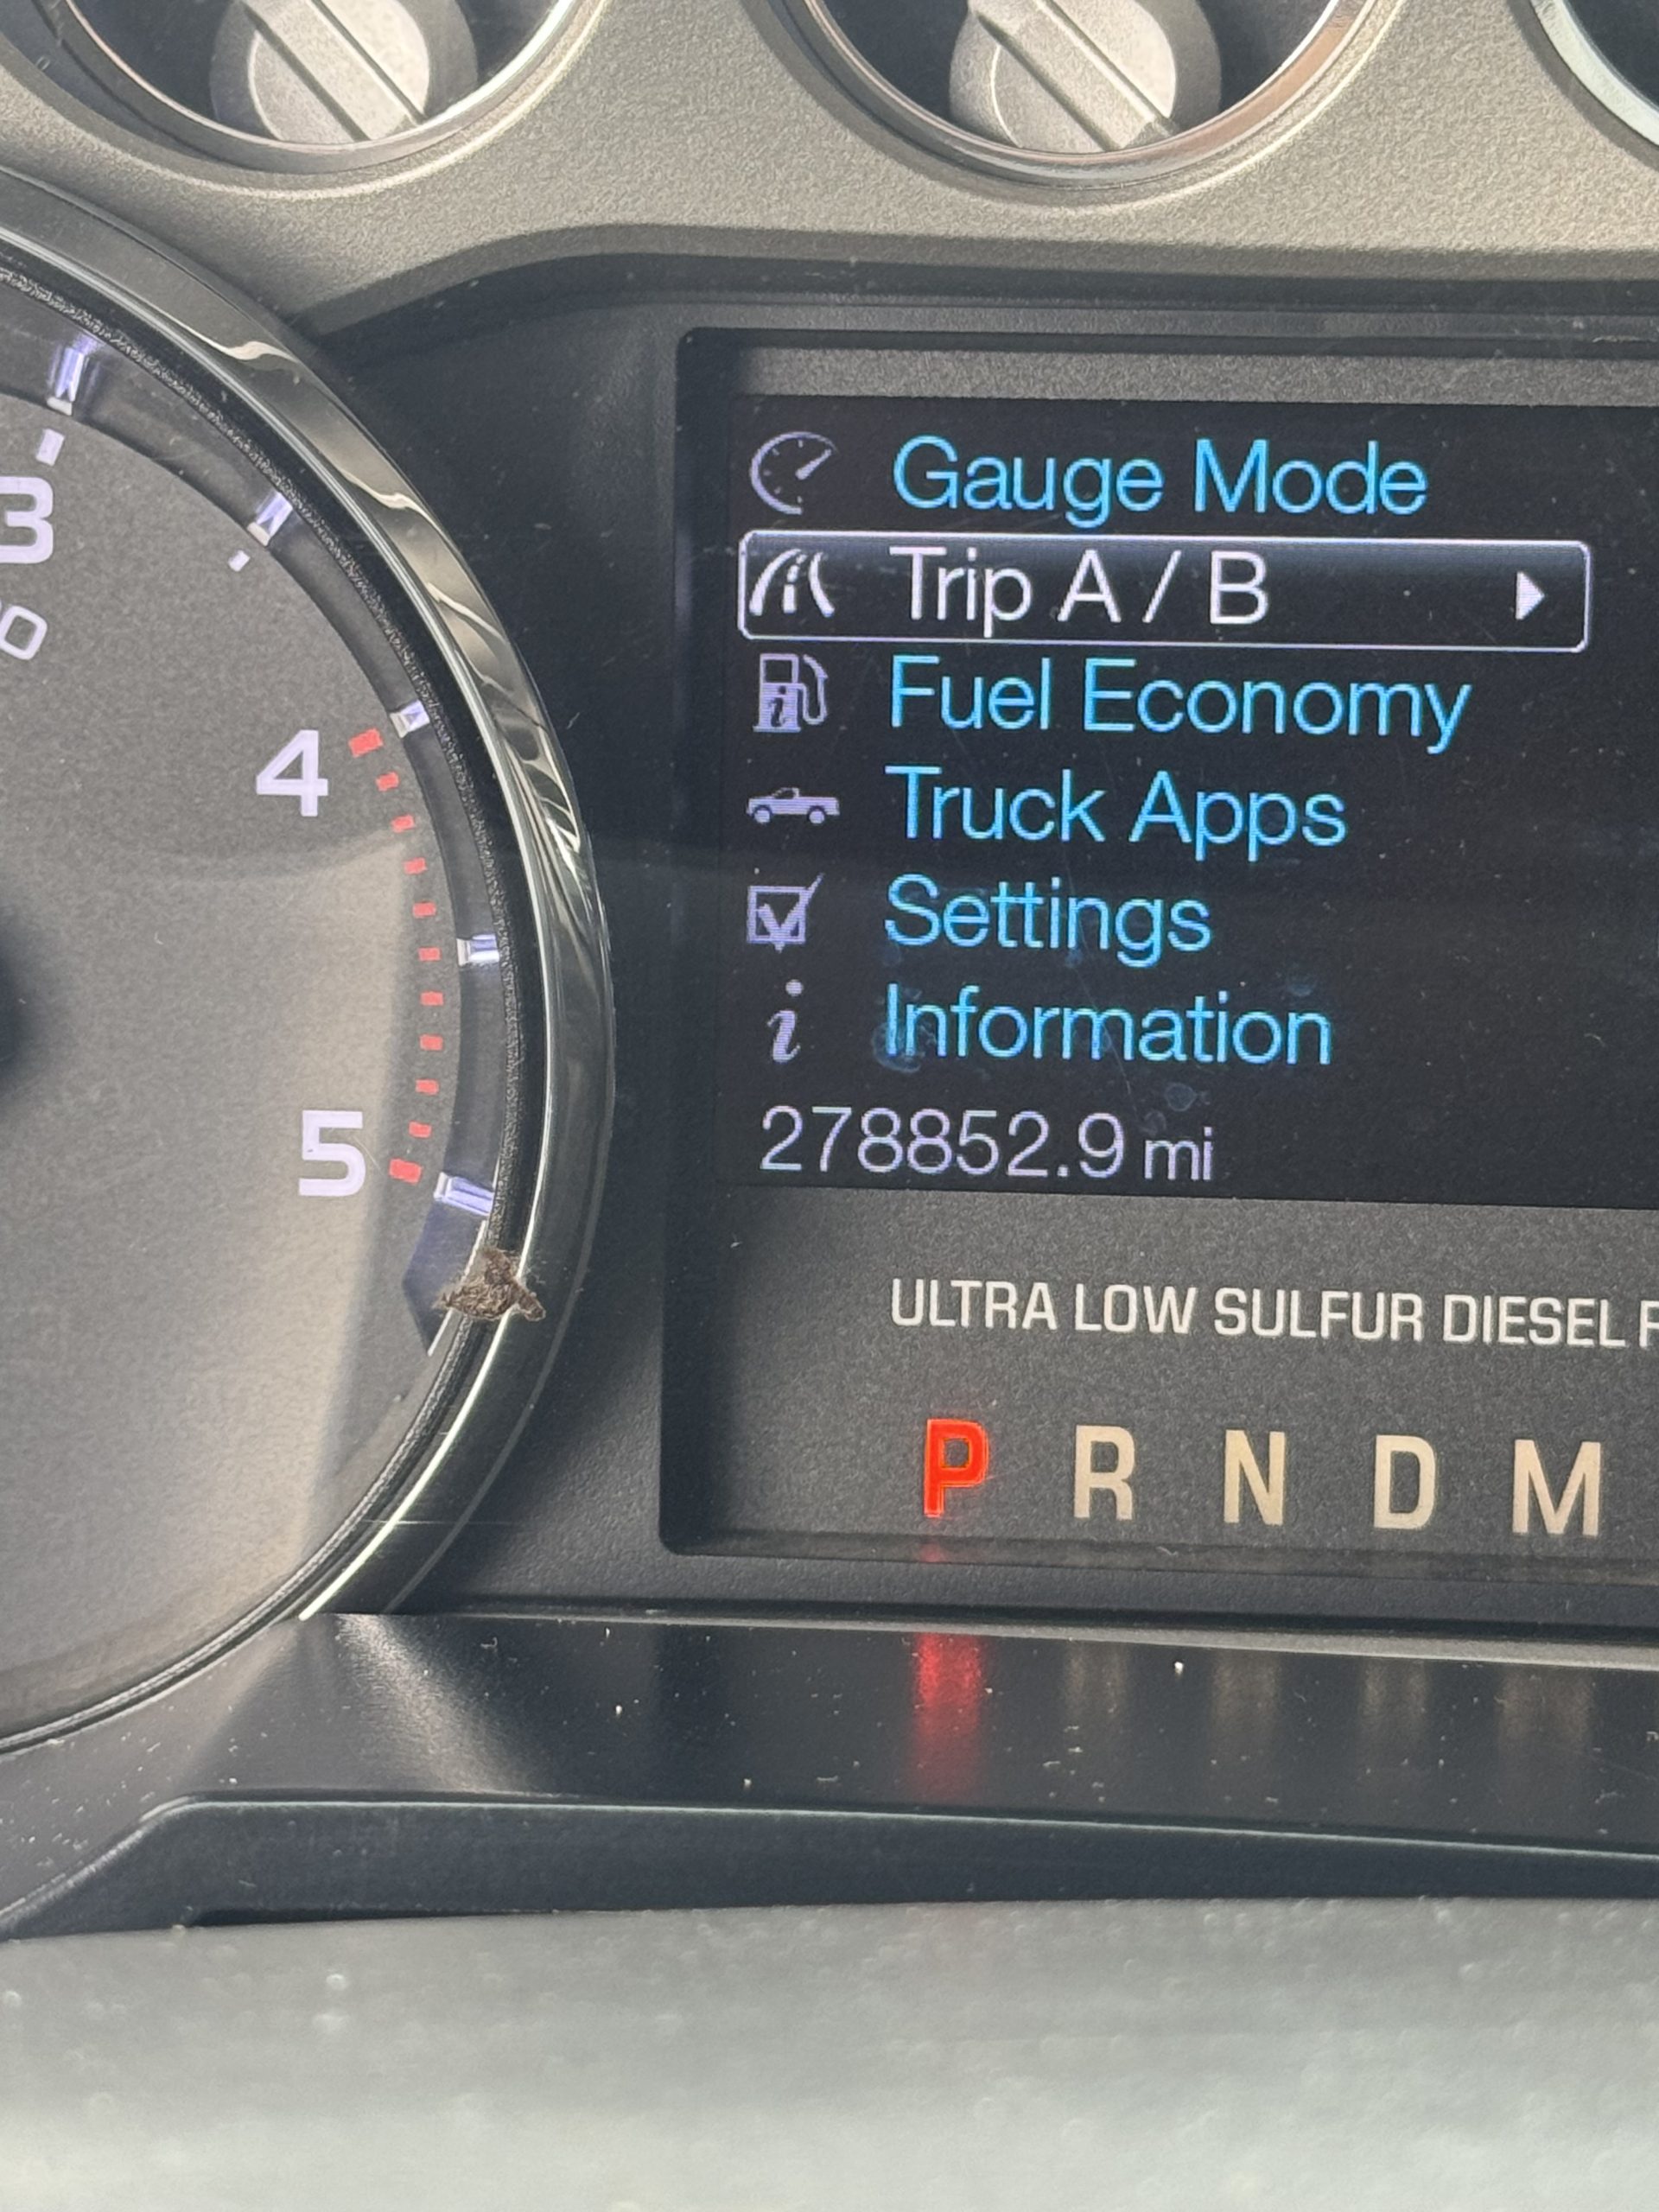 Gauge Mode
Trip A / B
Fuel Economy
Truck Apps
Settings
Information
278852.9 mi
ULTRA LOW SULFUR DIESEL
P R N D M
3
4
5